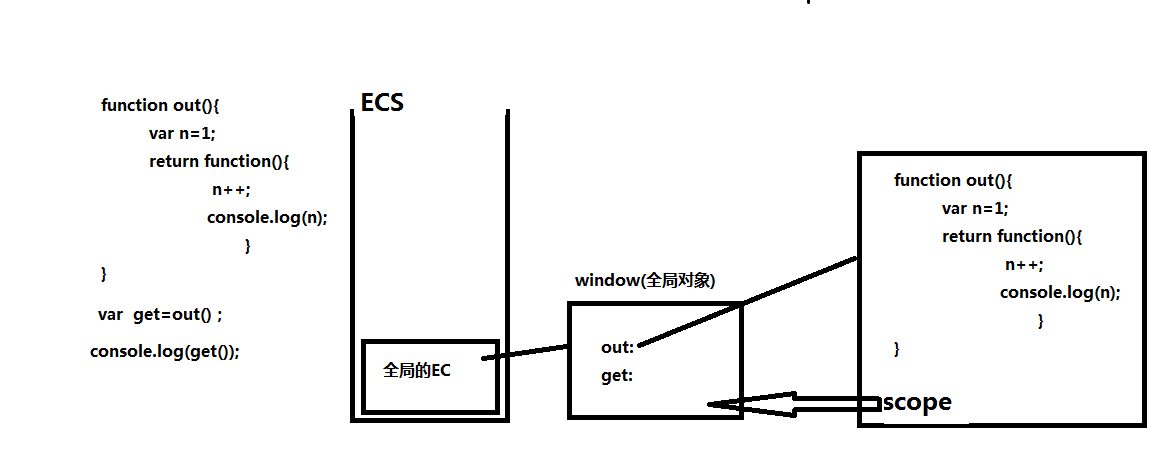 function out(){
var n=1;
return function(){
n++;
console.log(n);
}
}
var get=out() ;
console.log(get());
ECS
全局的EC
window(全局对象)
out:
get:
function out(){
var n=1;
return function(){
n++;
console.log(n);
}
}
scope